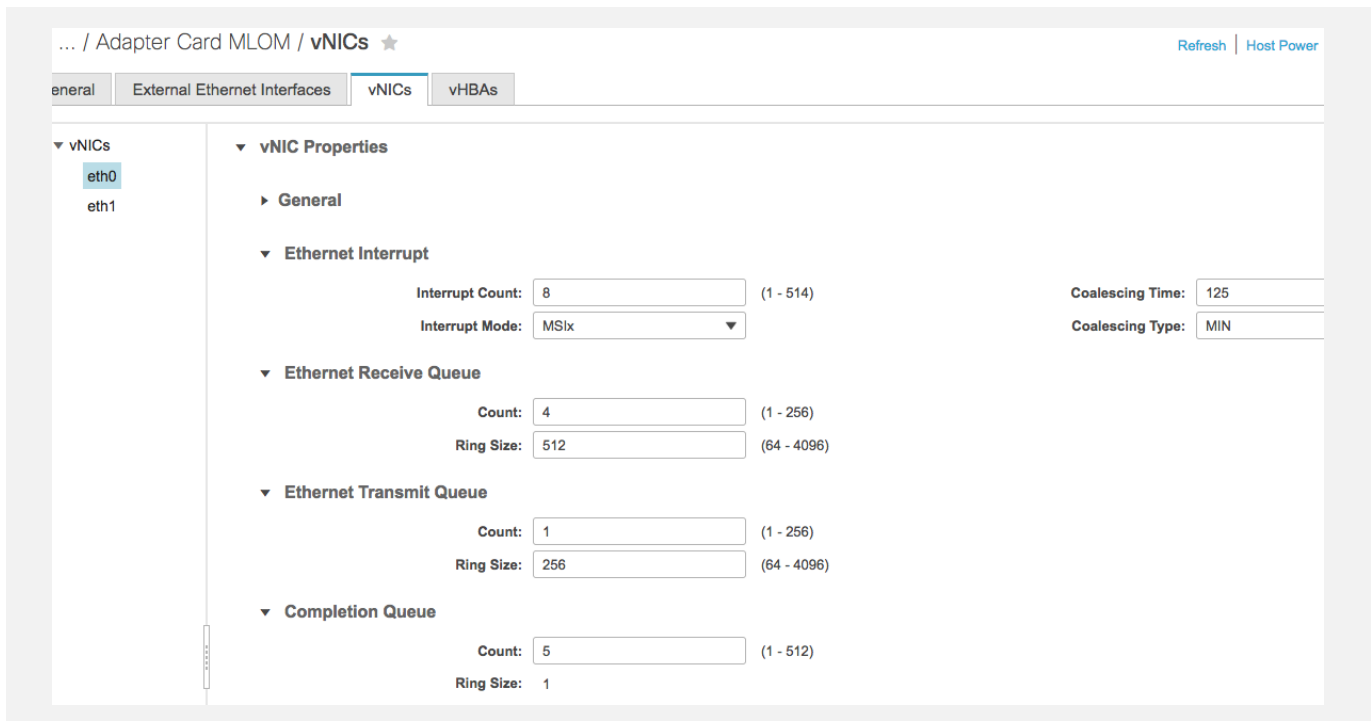 ... / Adapter Card MLOM / vNICs
Refresh | Host Power
eneral External Ethernet Interfaces vNICs vHBAs
vNICs
eth0
eth1
vNIC Properties
General
Ethernet Interrupt
Interrupt Count: 8 (1 - 514) Coalescing Time: 125
Interrupt Mode: MSIx Coalescing Type: MIN
Ethernet Receive Queue
Count: 4 (1 - 256)
Ring Size: 512 (64 - 4096)
Ethernet Transmit Queue
Count: 1 (1 - 256)
Ring Size: 256 (64 - 4096)
Completion Queue
Count: 5 (1 - 512)
Ring Size: 1